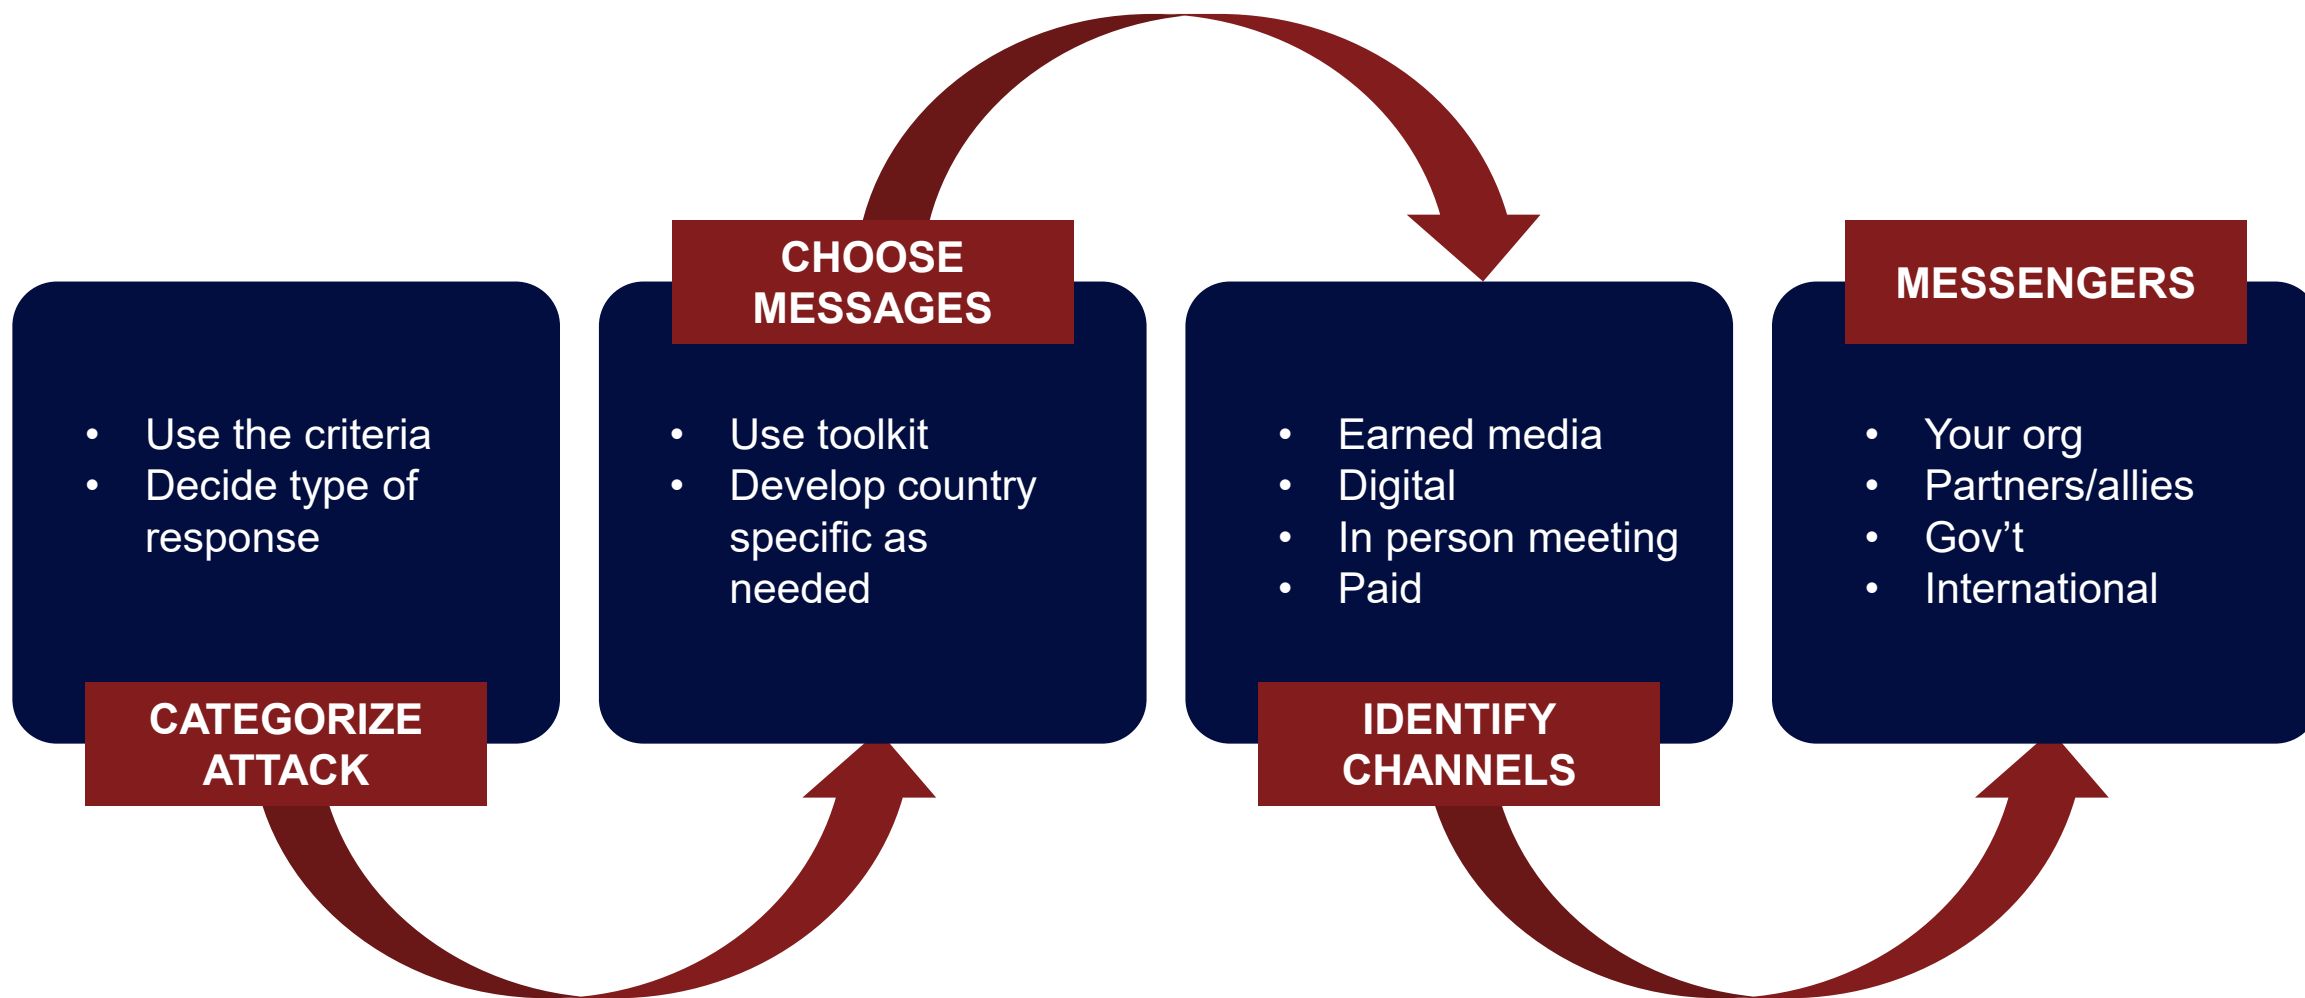 • Use the criteria
• Decide type of
response
CATEGORIZE
ATTACK
CHOOSE
MESSAGES
• Use toolkit
• Develop country
specific as
needed
• Earned media
• Digital
• In person meeting
• Paid
IDENTIFY
CHANNELS
MESSENGERS
• Your org
• Partners/allies
• Gov’t
• International